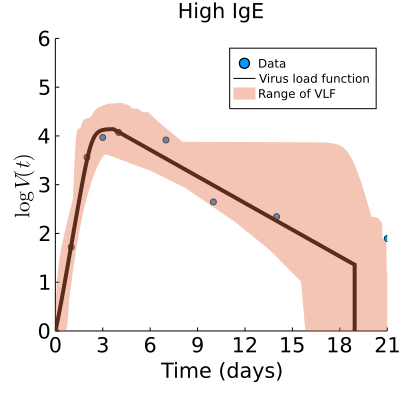 High IgE
Data
Virus load function
Range of VLF
log V(t)
6
5
4
3
2
1
0
0 3 6 9 12 15 18 21
Time (days)